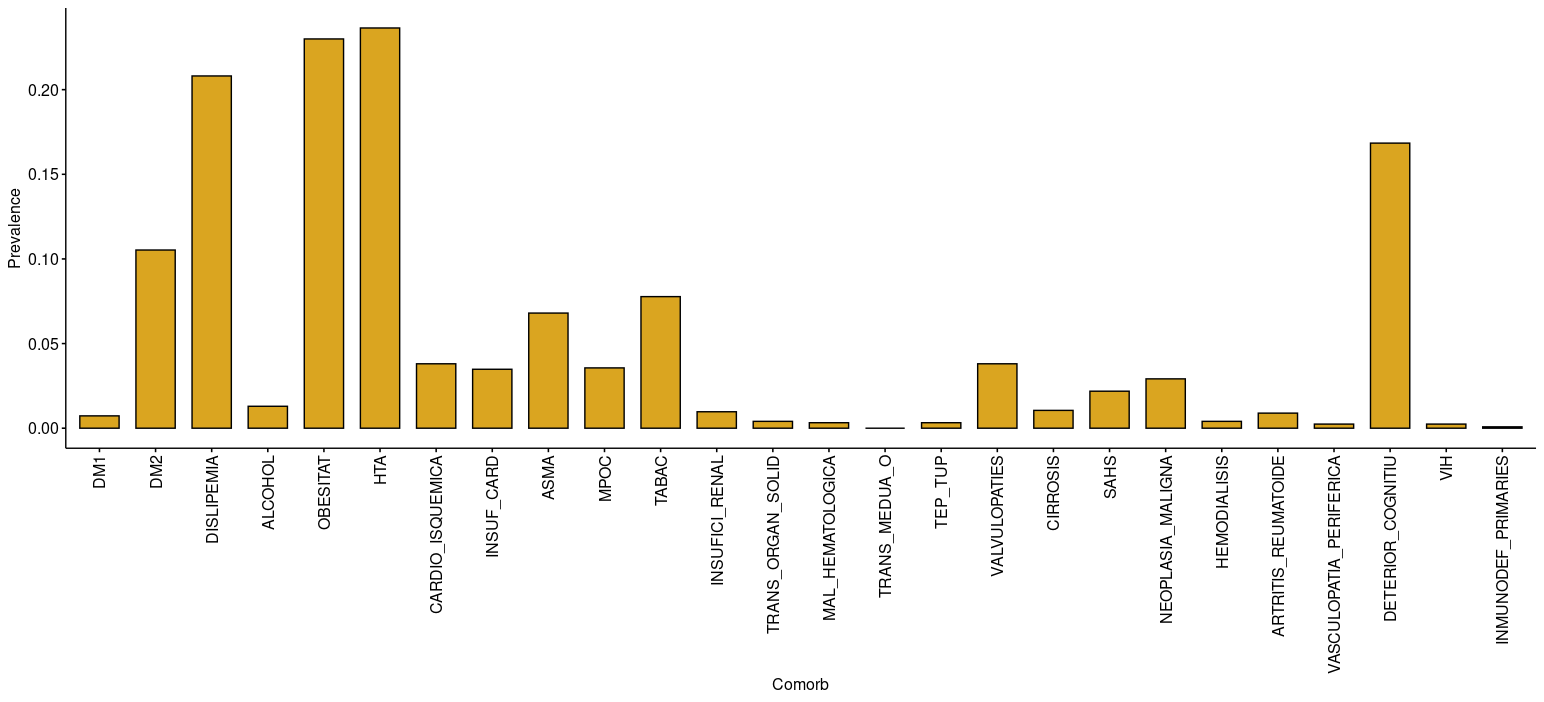 Prevalence
0.20
0.15
0.10
0.05
0.00
DM1
DM2
DISLIPEMIA
ALCOHOL
OBESITAT
HTA
CARDIO_ISQUEMICA
INSUF_CARD
ASMA
MPOC
TABAC
INSUFICI_RENAL
TRANS_ORGAN_SOLID
MAL_HEMATOLOGICA
TRANS_MEDUA_O
TEP_TUP
VALVULOPATIES
CIRROSIS
SAHS
NEOPLASIA_MALIGNA
HEMODIALISIS
ARTRITIS_REUMATOIDE
VASCULOPATIA_PERIFERICA
DETERIOR_COGNITIU
VIH
INMUNODEF_PRIMARIES
Comorb